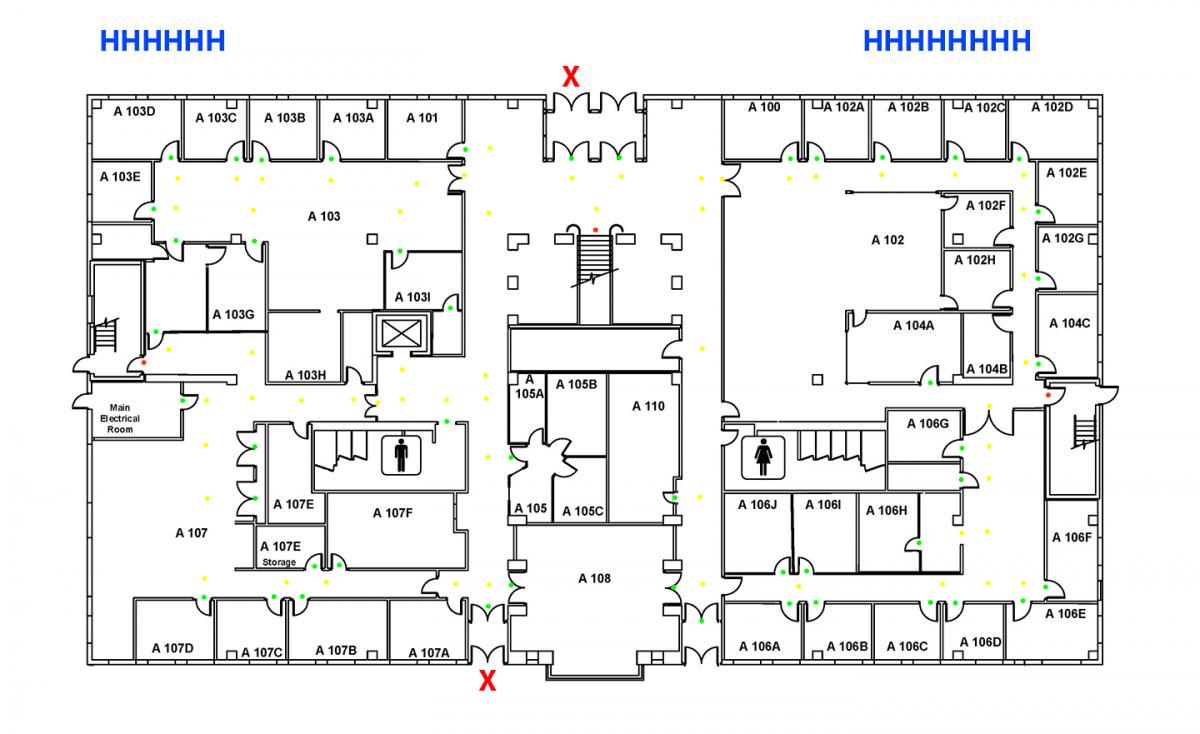 HHHHHH
HHHHHHHH
X
A 103D
A 103C
A 103B
A 103A
A 101
A 100
A 102A
A 102B
A 102C
A 102D
A 103E
A 102E
A 103
A 102F
A 102
A 102G
A 102H
A 103I
A 103G
A 104A
A 104C
A 103H
A 104B
A
105A
A 105B
A 110
Main
Electrical
Room
A 106G
A 107E
A 107F
A 105
A 105C
A 106J
A 106I
A 106H
A 106F
A 107
A 107E
Storage
A 108
A 106E
A 107D
A 107C
A 107B
A 107A
A 106A
A 106B
A 106C
A 106D
X